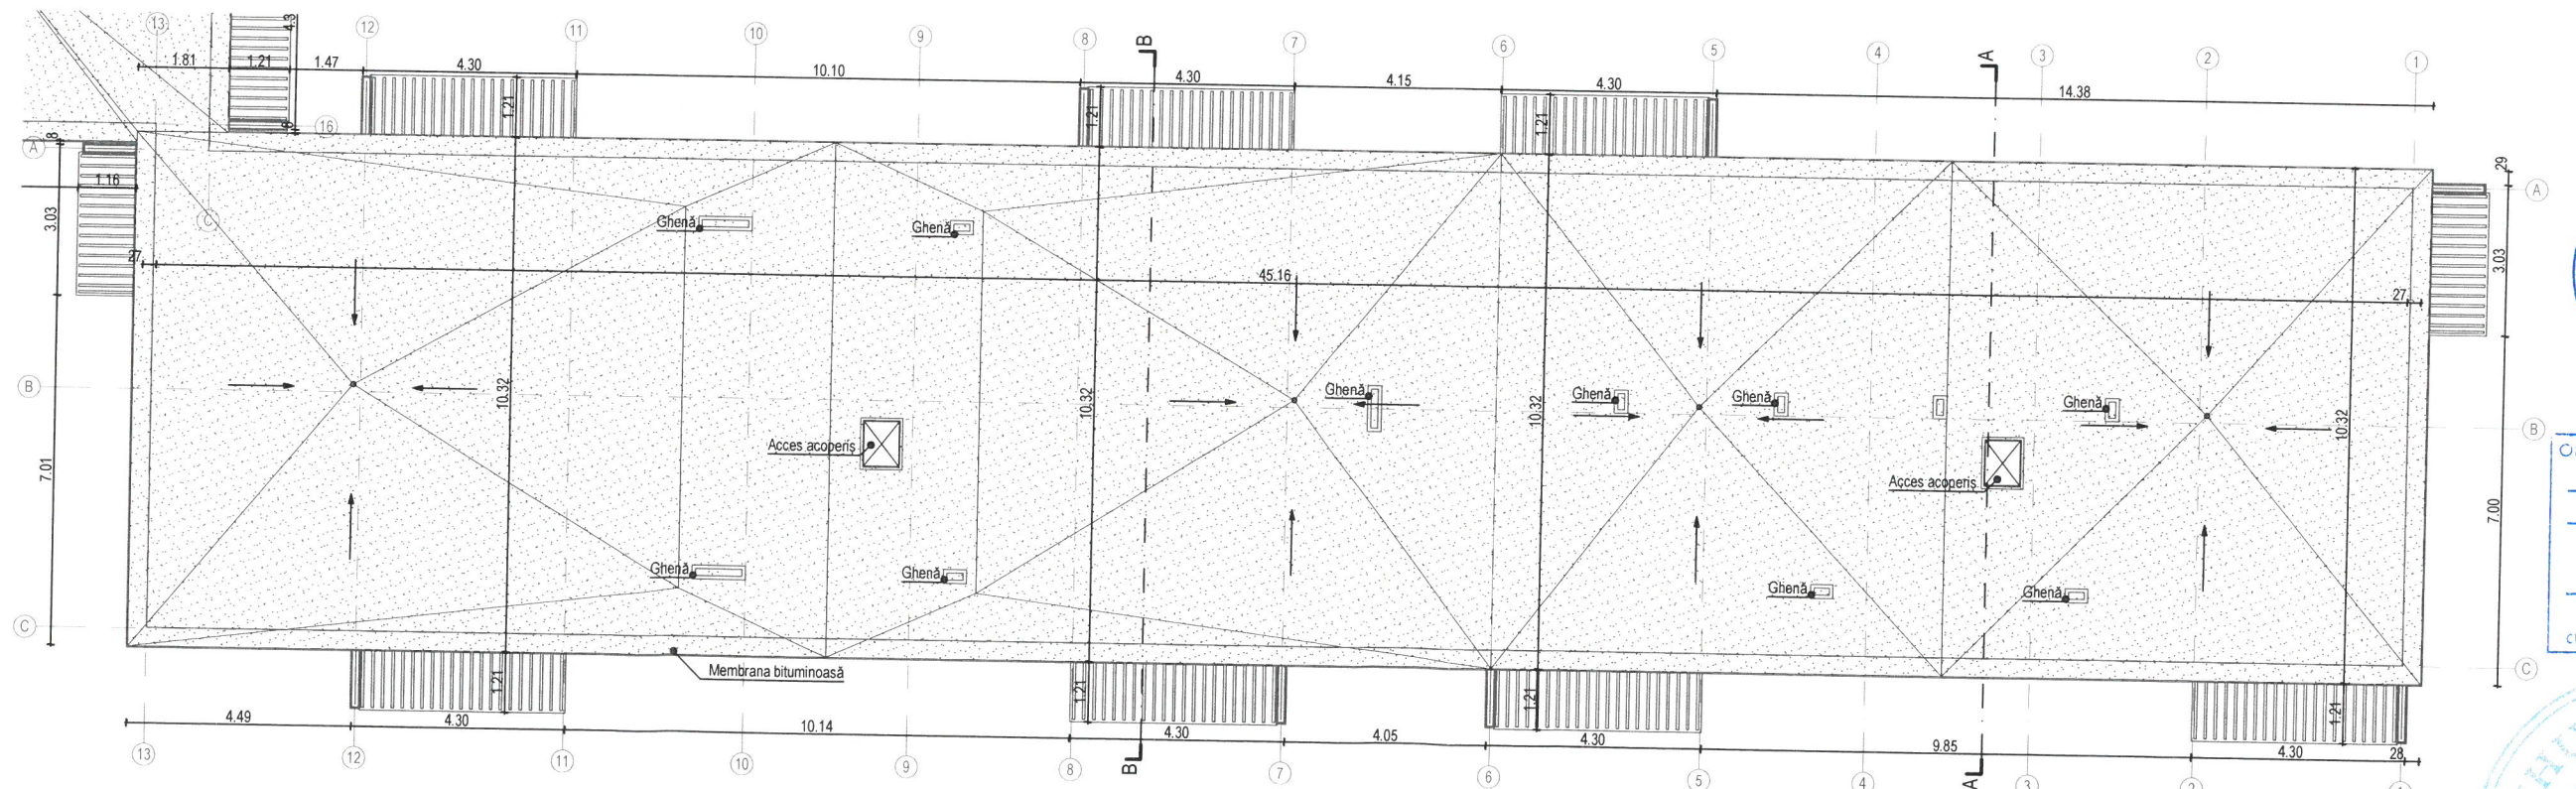 4.3
13
12
11
10
9
8
B
7
6
5
4
A
3
2
1
1.81
1.21
1.47
4.30
10.10
4.30
4.15
4.30
14.38
1.21
1.21
1.21
8
16
8
A
29
A
1.16
3.03
C
Ghenă
Ghenă
3.03
27
45.16
27
B
10.32
10.32
10.32
10.32
Ghenă
Ghenă
Ghenă
Ghenă
B
Acces acoperiș
Acces acoperiș
7.01
7.00
Ghenă
Ghenă
Ghenă
Ghenă
C
C
Membrana bituminoasă
1.21
1.21
1.21
1.21
4.49
4.30
10.14
4.30
4.05
4.30
9.85
4.30
28
13
12
11
10
9
8
B
7
6
5
4
A
3
2
1